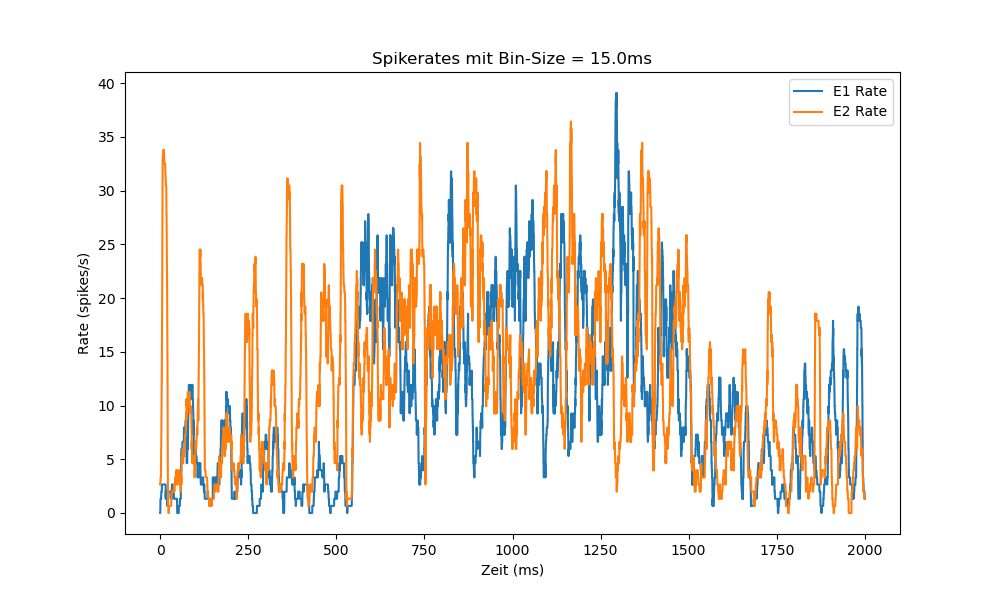 Spikerates mit Bin-Size = 15.0ms
E1 Rate
E2 Rate
Rate (spikes/s)
40
35
30
25
20
15
10
5
0
0 250 500 750 1000 1250 1500 1750 2000
Zeit (ms)